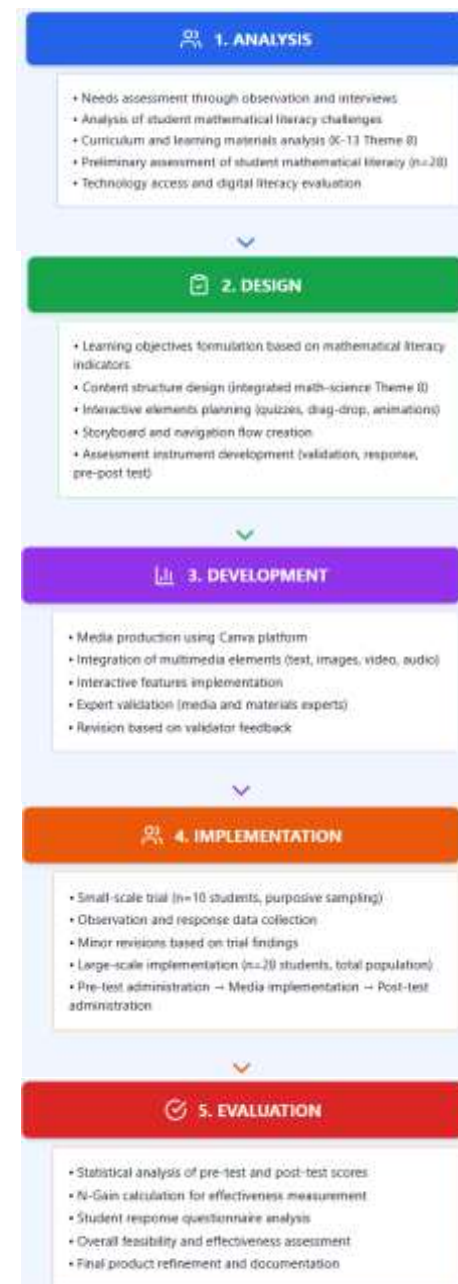 1. ANALYSIS
• Needs assessment through observation and interviews
• Analysis of student mathematical literacy challenges
• Curriculum and learning materials analysis (K-13 Theme 8)
• Preliminary assessment of student mathematical literacy (n=28)
• Technology access and digital literacy evaluation
2. DESIGN
• Learning objectives formulation based on mathematical literacy
indicators
• Content structure design (integrated math-science Theme 8)
• Interactive elements planning (quizzes, drag-drop, animations)
• Storyboard and navigation flow creation
• Assessment instrument development (validation, response,
pre-post test)
3. DEVELOPMENT
• Media production using Canva platform
• Integration of multimedia elements (text, images, video, audio)
• Interactive features implementation
• Expert validation (media and materials experts)
• Revision based on validator feedback
4. IMPLEMENTATION
• Small-scale trial (n=10 students, purposive sampling)
• Observation and response data collection
• Minor revisions based on trial findings
• Large-scale implementation (n=28 students, total population)
• Pre-test administration → Media implementation → Post-test
administration
5. EVALUATION
• Statistical analysis of pre-test and post-test scores
• N-Gain calculation for effectiveness measurement
• Student response questionnaire analysis
• Overall feasibility and effectiveness assessment
• Final product refinement and documentation